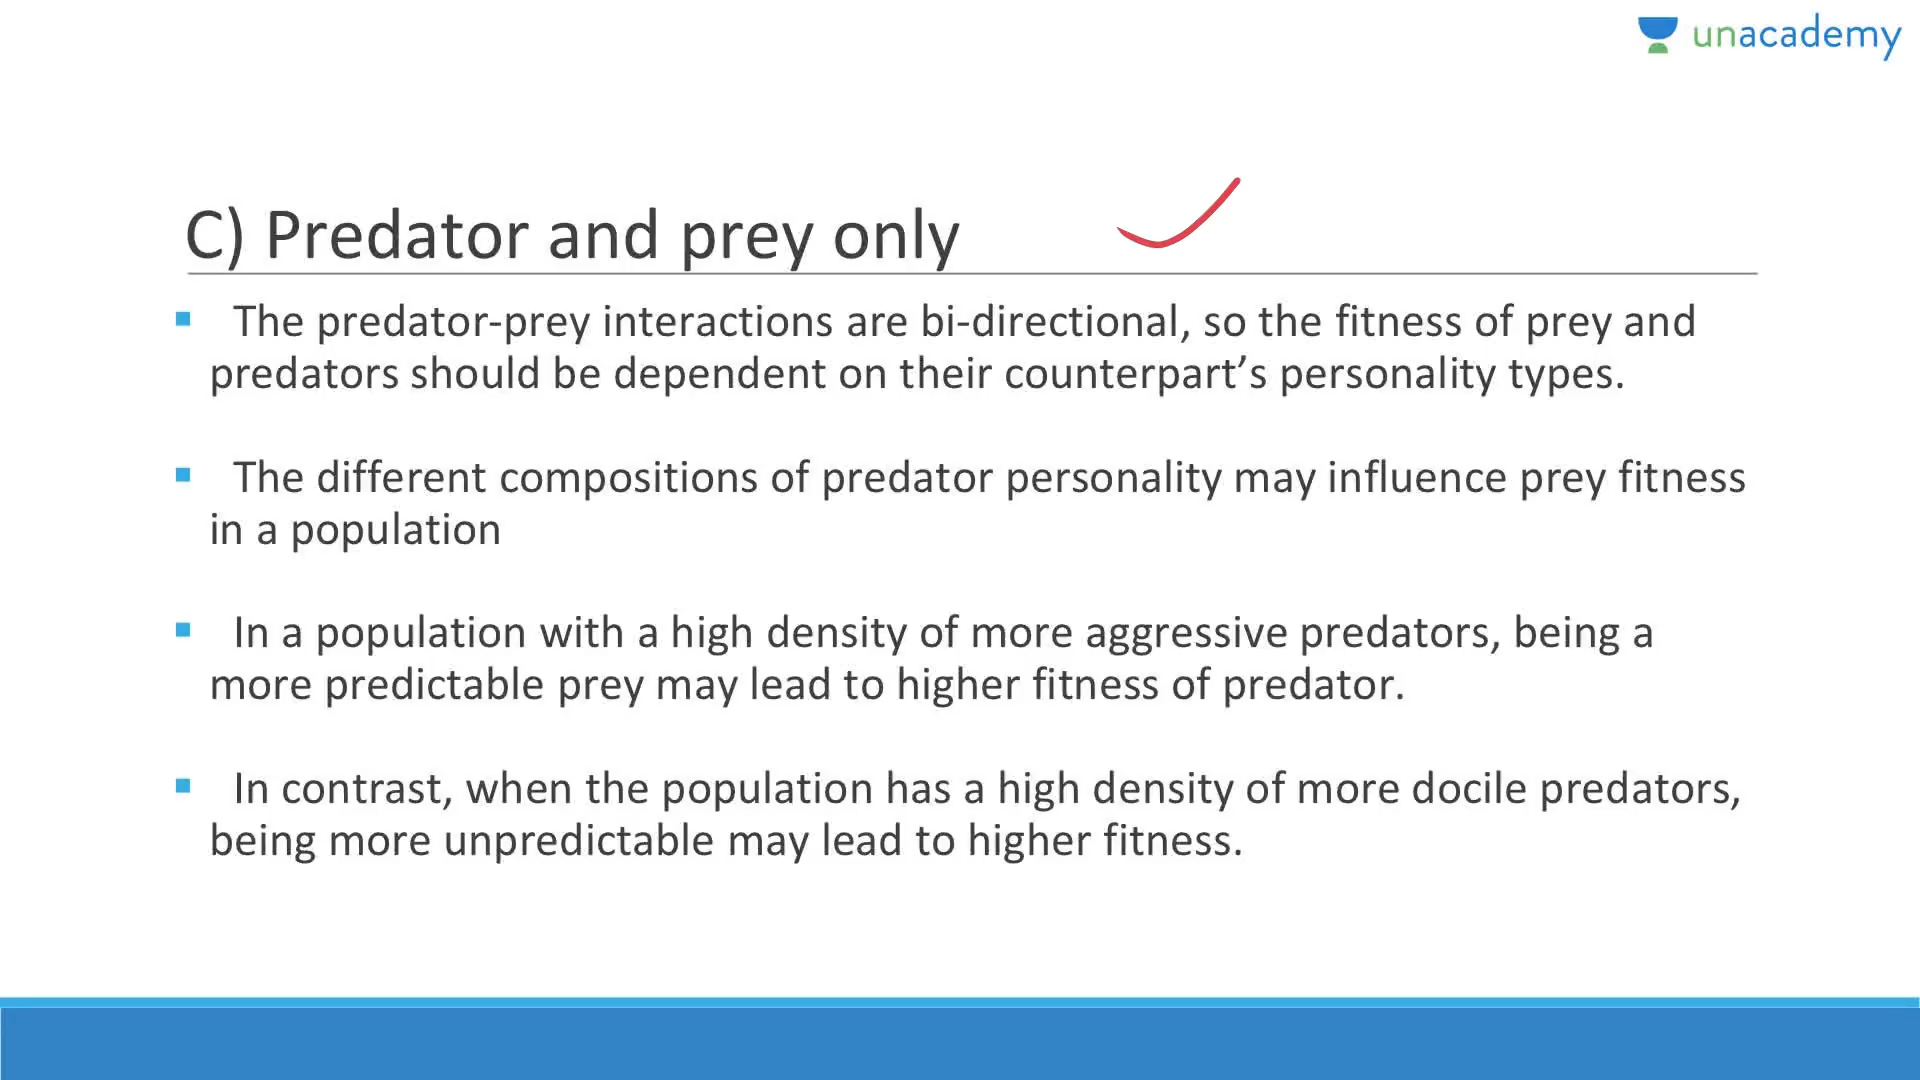 unacademy
C) Predator and prey only
▪ The predator-prey interactions are bi-directional, so the fitness of prey and
predators should be dependent on their counterpart’s personality types.
▪ The different compositions of predator personality may influence prey fitness
in a population
▪ In a population with a high density of more aggressive predators, being a
more predictable prey may lead to higher fitness of predator.
▪ In contrast, when the population has a high density of more docile predators,
being more unpredictable may lead to higher fitness.